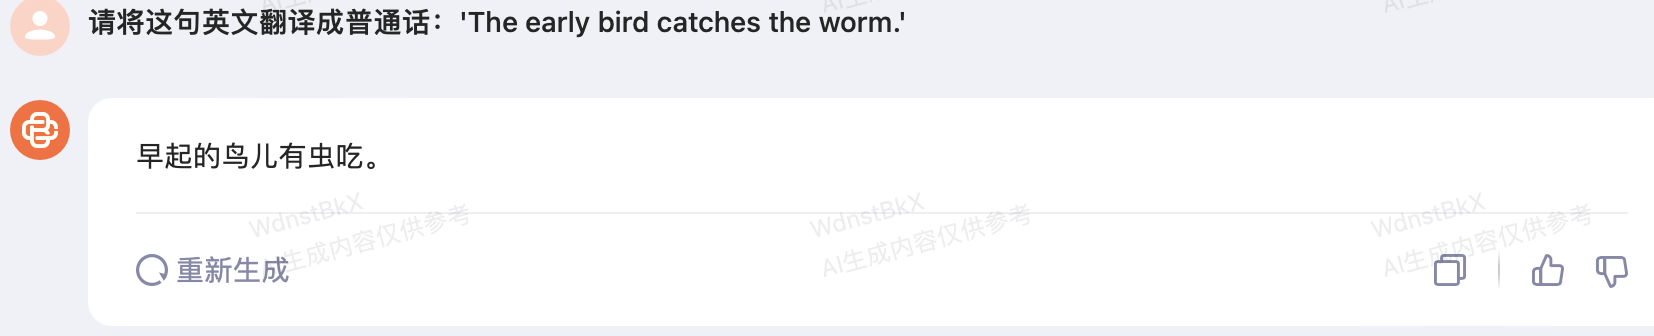 请将这句英文翻译成普通话：'The early bird catches the worm.'
早起的鸟儿有虫吃。
WdnstBkX WdnstBkX WdnstBkX
AI生成内容仅供参考 AI生成内容仅供参考 AI生成内容仅供参考
重新生成